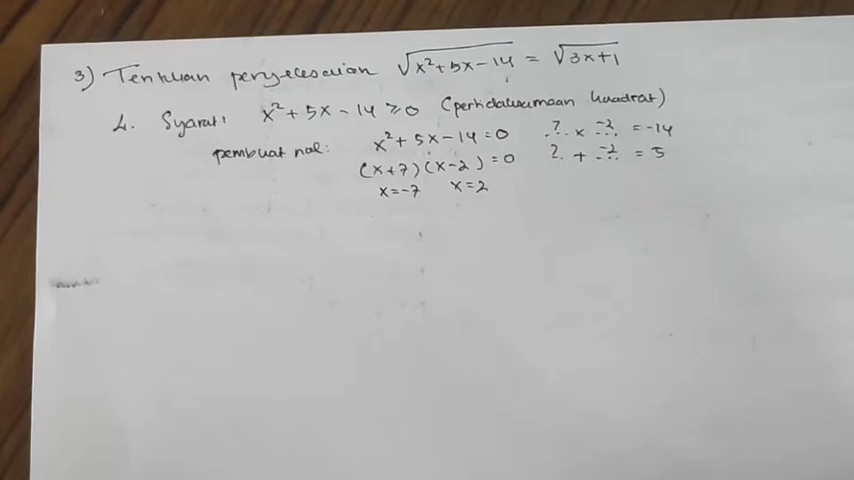 3) Tentukan penyelesaian √x²+5x-14 = √3x+1
L. Syarat: x²+5x-14 ≥ 0 (pertidaksamaan kuadrat)
pembuat nol: x²+5x-14=0 .7. x -2 = -14
(x+7)(x-2)=0 7. + -2 = 5
x=-7 x=2